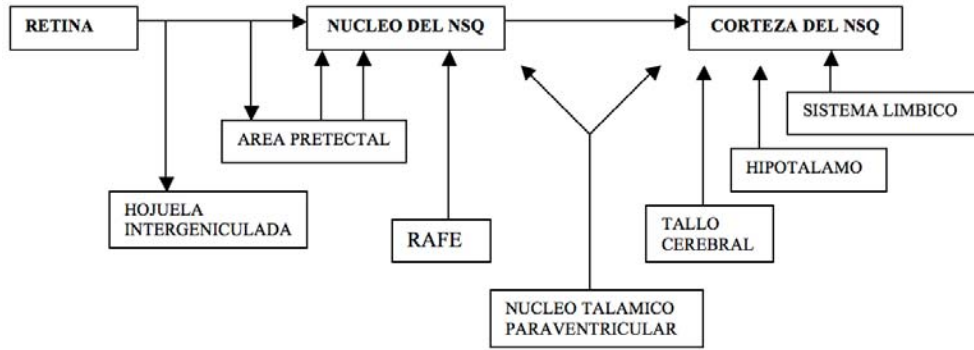 RETINA
NUCLEO DEL NSQ
CORTEZA DEL NSQ
SISTEMA LIMBICO
AREA PRETECTAL
HIPOTALAMO
HOJUELA
INTERGENICULADA
RAFE
TALLO
CEREBRAL
NUCLEO TALAMICO
PARAVENTRICULAR